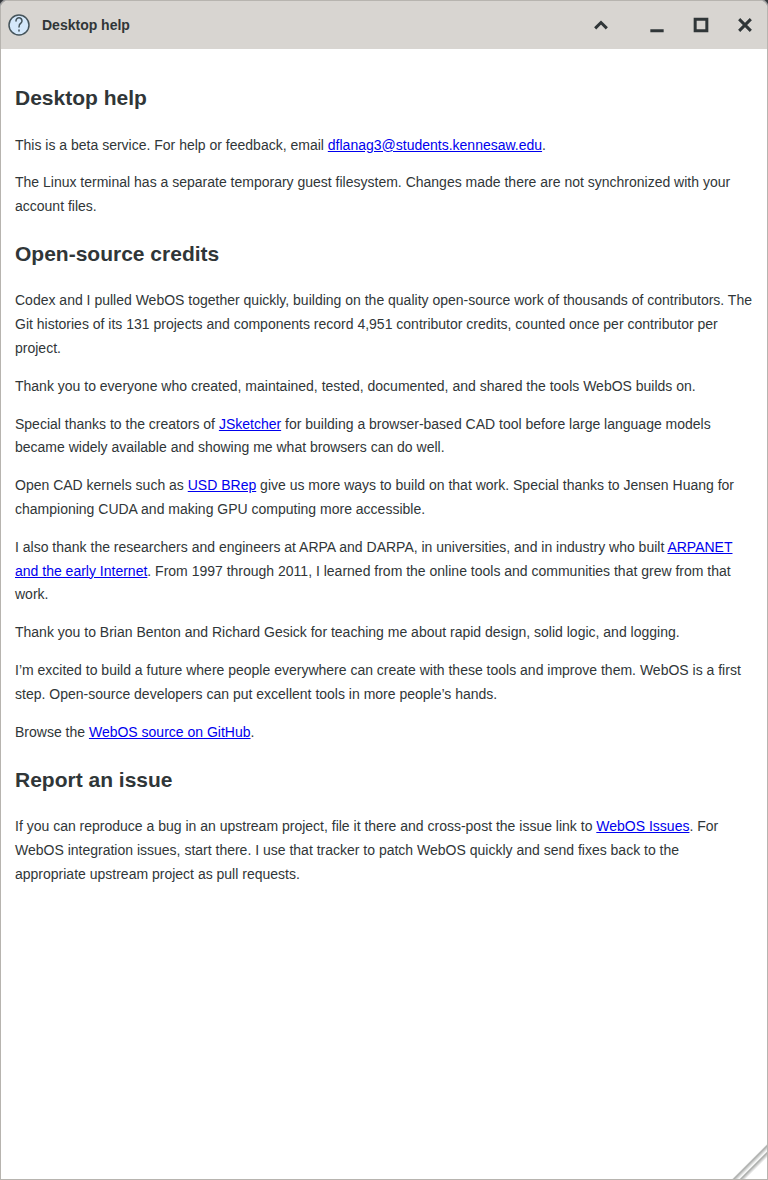 Desktop help
Desktop help
This is a beta service. For help or feedback, email dflanag3@students.kennesaw.edu.
The Linux terminal has a separate temporary guest filesystem. Changes made there are not synchronized with your
account files.
Open-source credits
Codex and I pulled WebOS together quickly, building on the quality open-source work of thousands of contributors. The
Git histories of its 131 projects and components record 4,951 contributor credits, counted once per contributor per
project.
Thank you to everyone who created, maintained, tested, documented, and shared the tools WebOS builds on.
Special thanks to the creators of JSketcher for building a browser-based CAD tool before large language models
became widely available and showing me what browsers can do well.
Open CAD kernels such as USD BRep give us more ways to build on that work. Special thanks to Jensen Huang for
championing CUDA and making GPU computing more accessible.
I also thank the researchers and engineers at ARPA and DARPA, in universities, and in industry who built ARPANET
and the early Internet. From 1997 through 2011, I learned from the online tools and communities that grew from that
work.
Thank you to Brian Benton and Richard Gesick for teaching me about rapid design, solid logic, and logging.
I’m excited to build a future where people everywhere can create with these tools and improve them. WebOS is a first
step. Open-source developers can put excellent tools in more people’s hands.
Browse the WebOS source on GitHub.
Report an issue
If you can reproduce a bug in an upstream project, file it there and cross-post the issue link to WebOS Issues. For
WebOS integration issues, start there. I use that tracker to patch WebOS quickly and send fixes back to the
appropriate upstream project as pull requests.